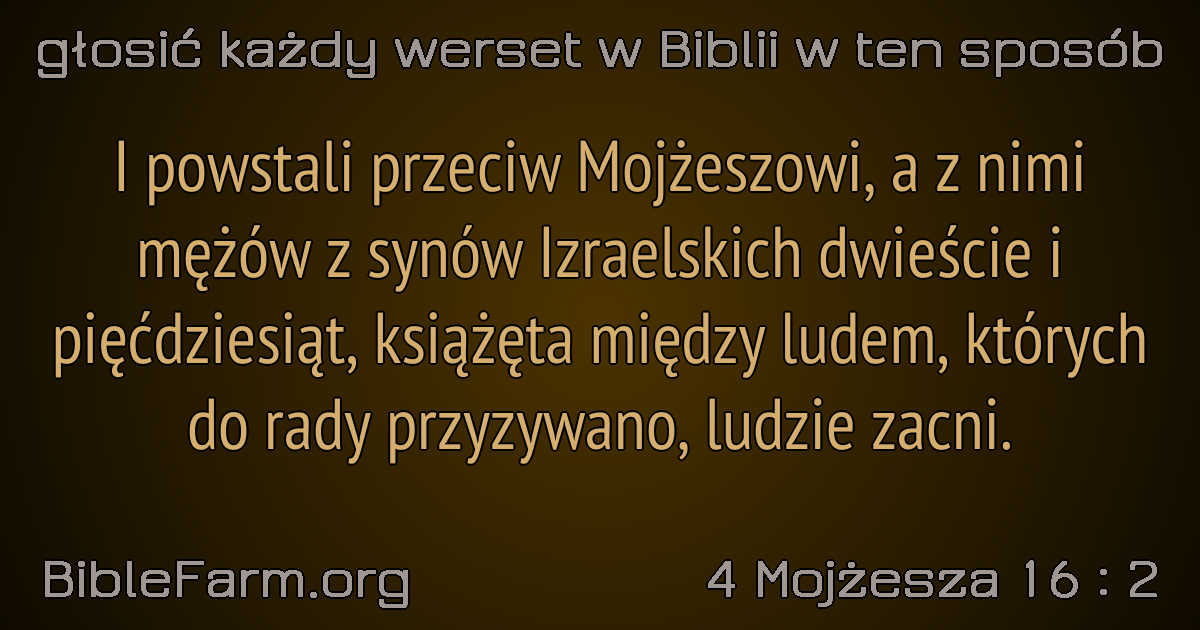 głosić każdy werset w Biblii w ten sposób
I powstali przeciw Mojżeszowi, a z nimi
mężów z synów Izraelskich dwieście i
pięćdziesiąt, książęta między ludem, których
do rady przyzywano, ludzie zacni.
BibleFarm.org
4 Mojżesza 16 : 2